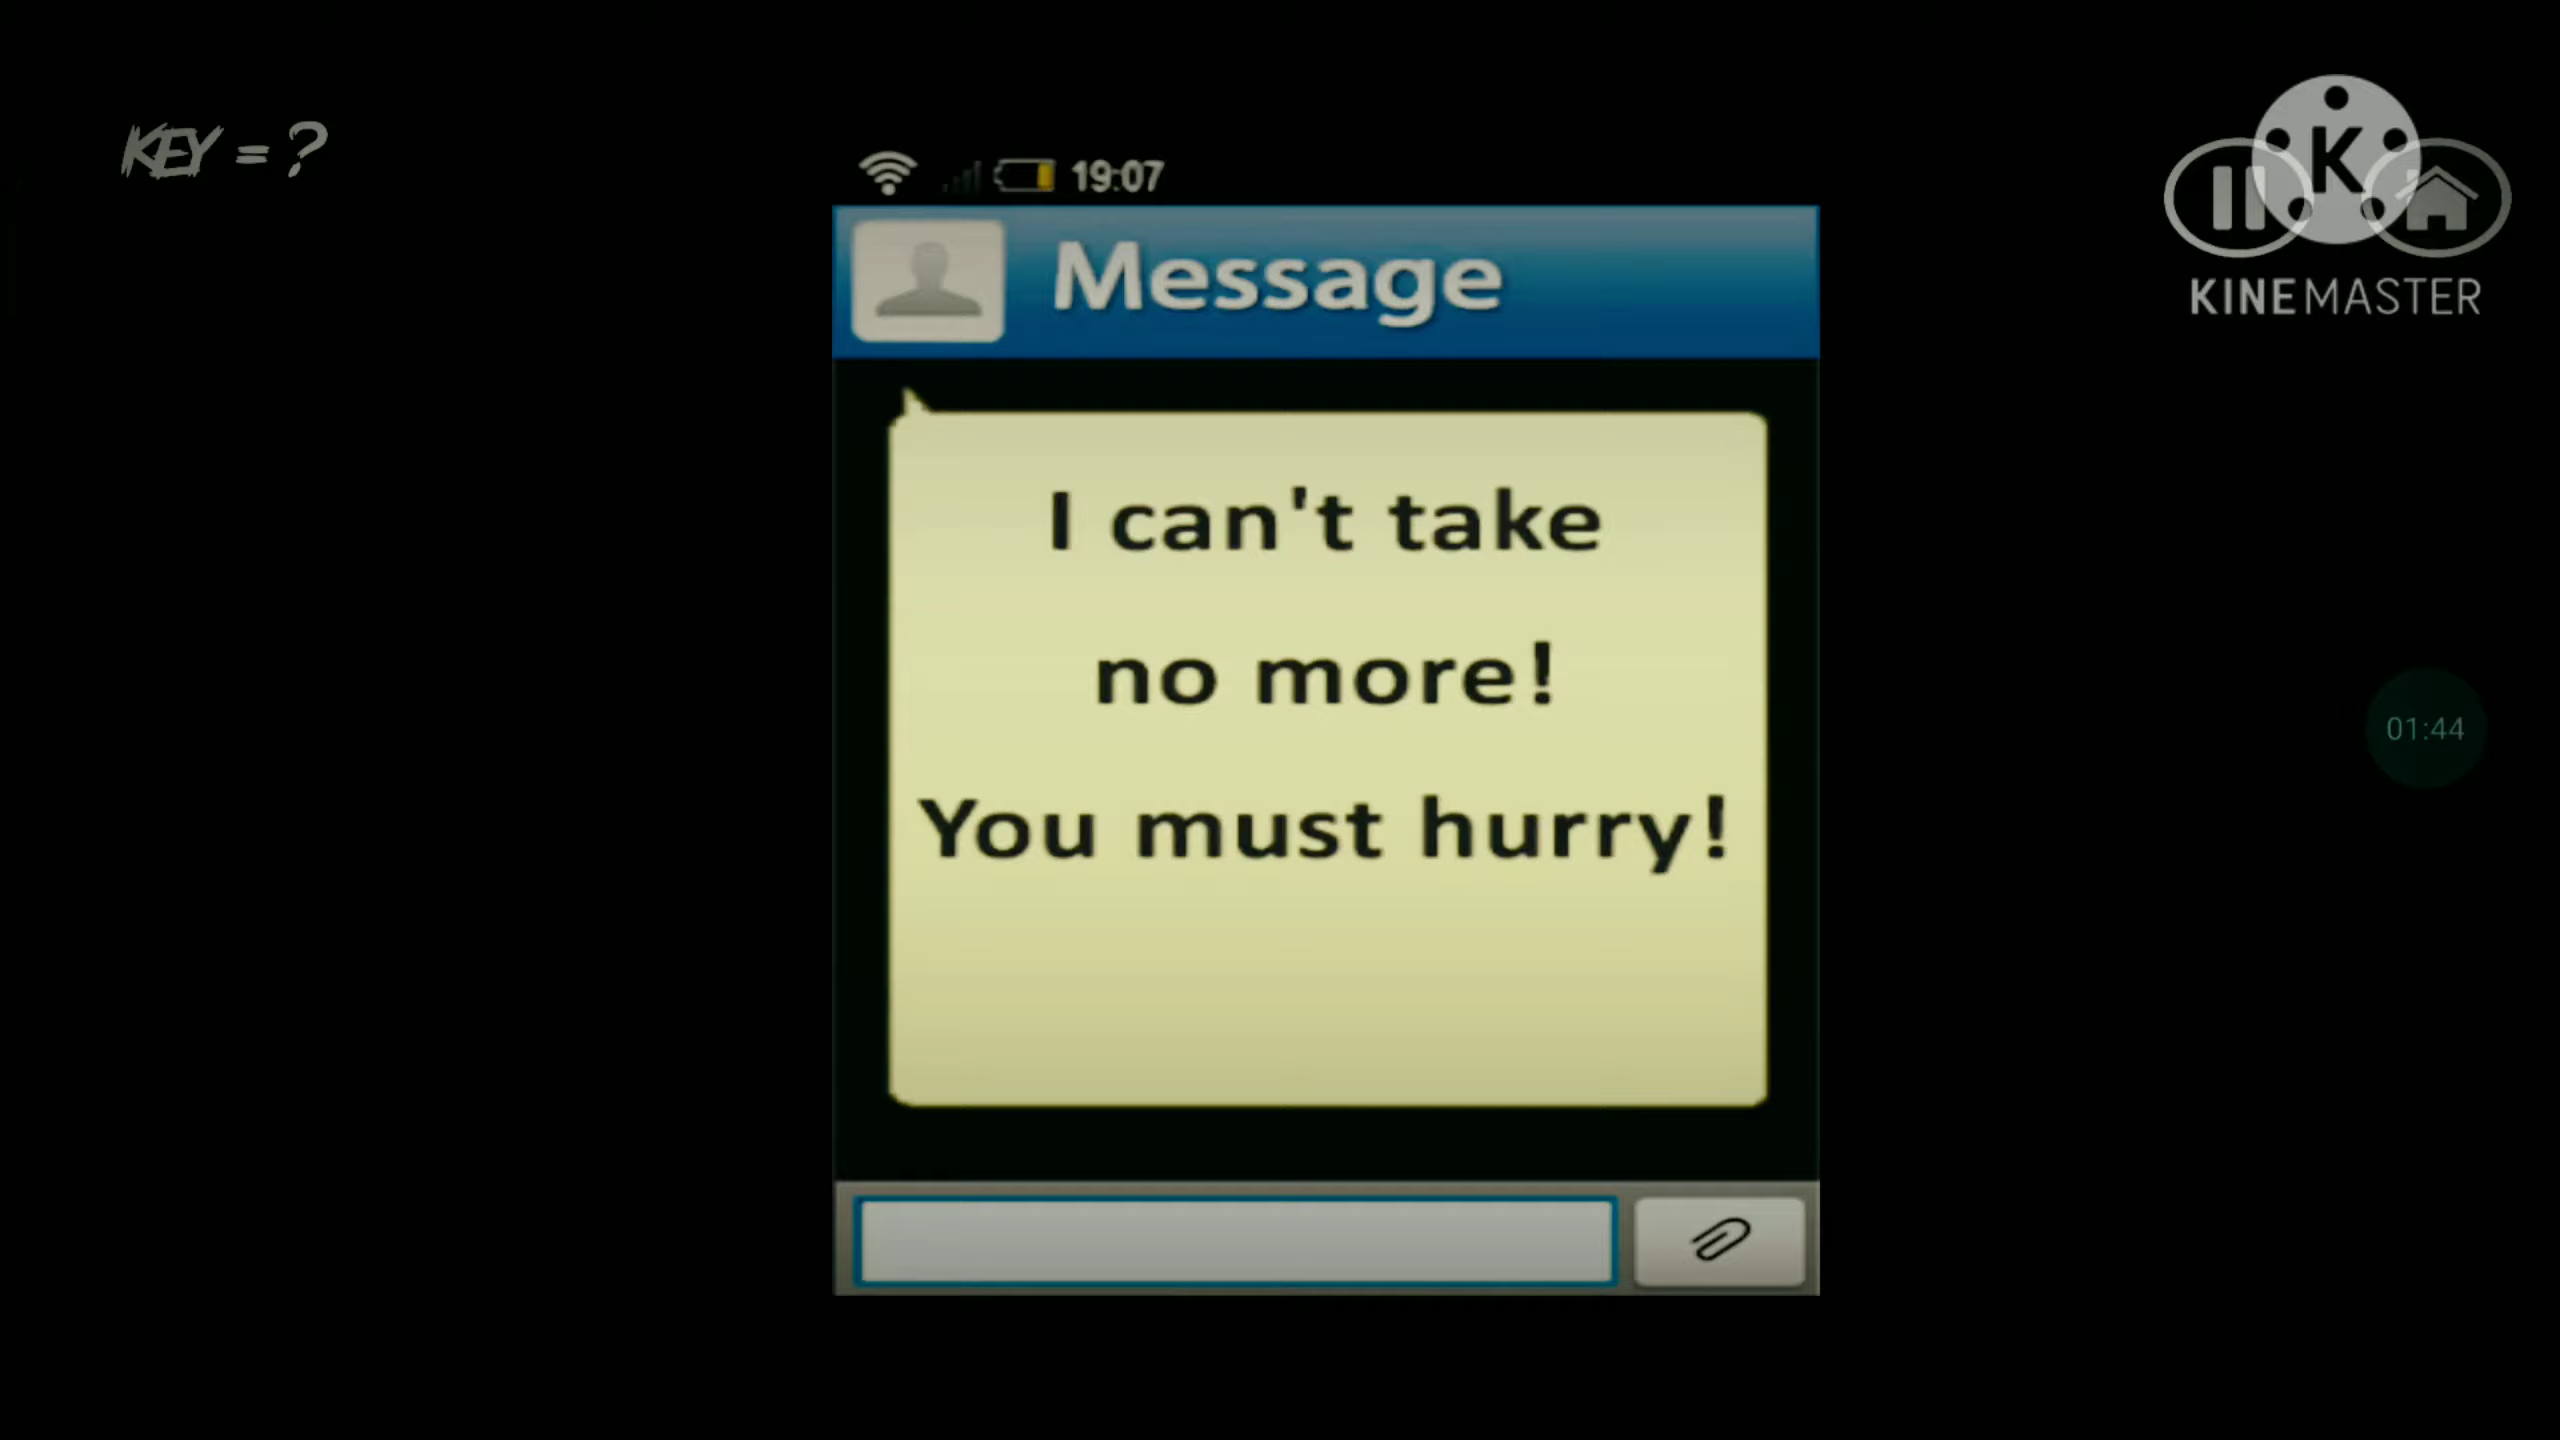 KEY = ?
19:07
K
KINEMASTER
Message
I can't take
no more!
You must hurry!
01:44